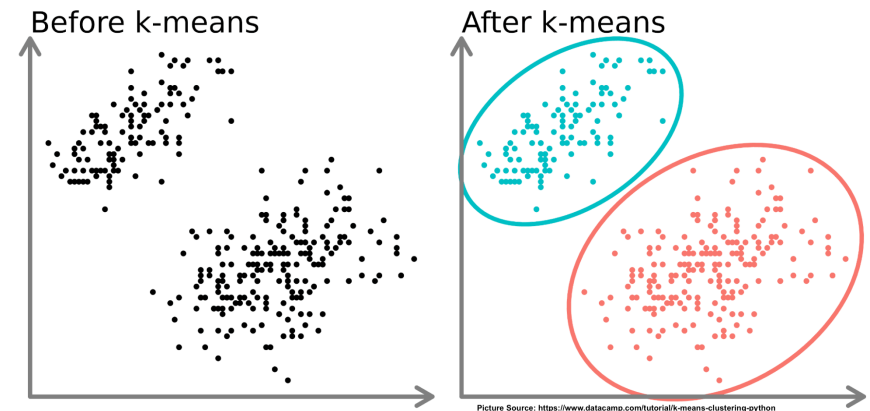 Before k-means
After k-means
Picture Source: https://www.datacamp.com/tutorial/k-means-clustering-python